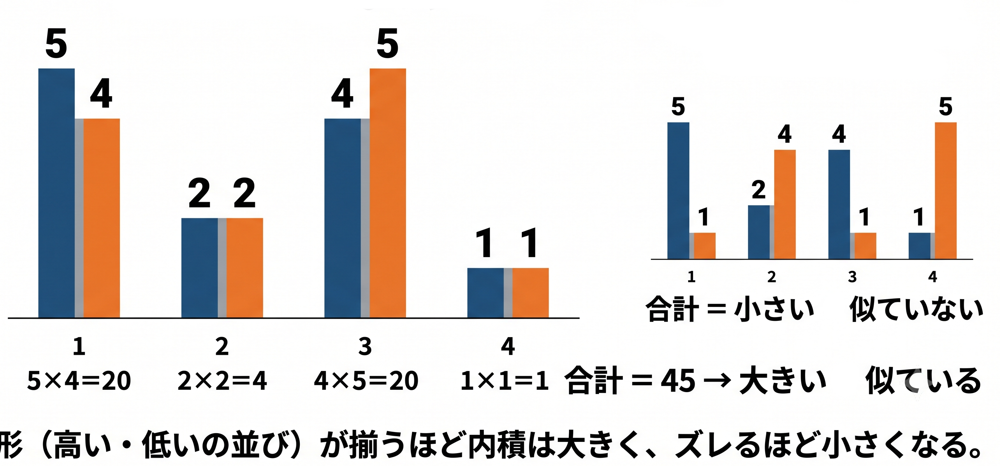 5 4 2 2 4 5 1 1
1 2 3 4
5×4=20 2×2=4 4×5=20 1×1=1 合計 = 45 → 大きい 似ている
5 1 2 4 4 1 1 5
1 2 3 4
合計 = 小さい 似ていない
形（高い・低いの並び）が揃うほど内積は大きく、ズレるほど小さくなる。